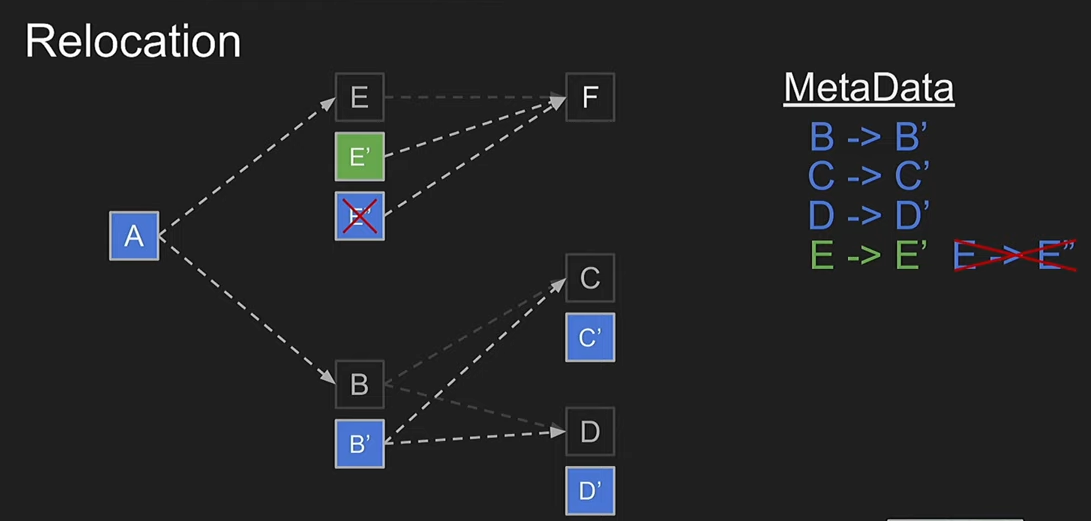 Relocation
MetaData
B -> B’
C -> C’
D -> D’
E -> E’ E -> E”
E
F
E’
E”
A
C
C’
B
B’
D
D’